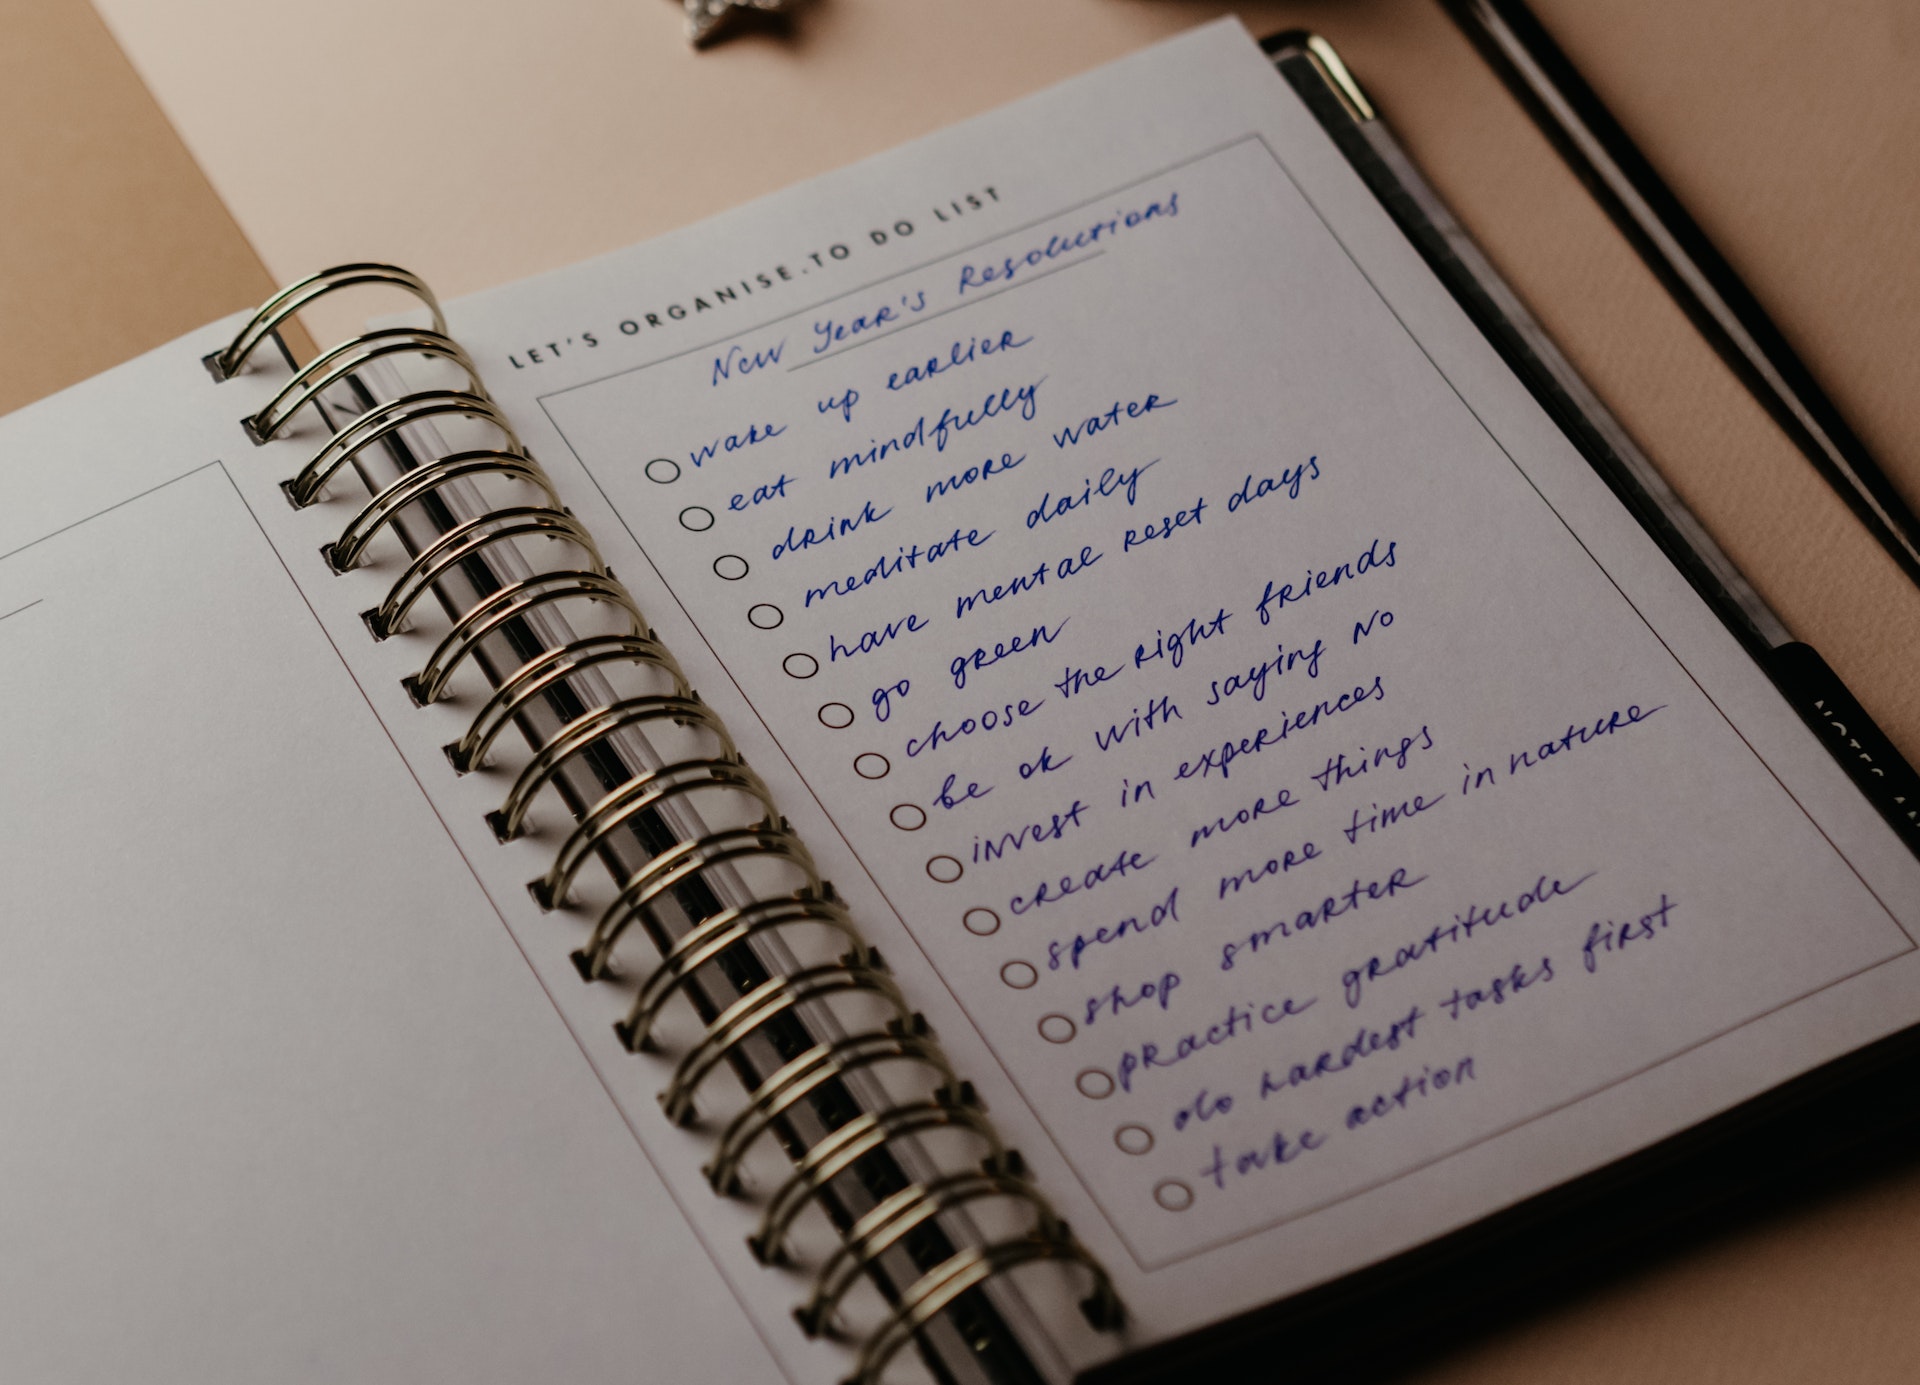 LET'S ORGANISE.TO DO LIST
New Year's Resolutions
wake up earlier
eat mindfully
drink more water
meditate daily
have mental reset days
go green
choose the right friends
be ok with saying NO
invest in experiences
create more things
spend more time in nature
shop smarter
practice gratitude
do hardest tasks first
take action